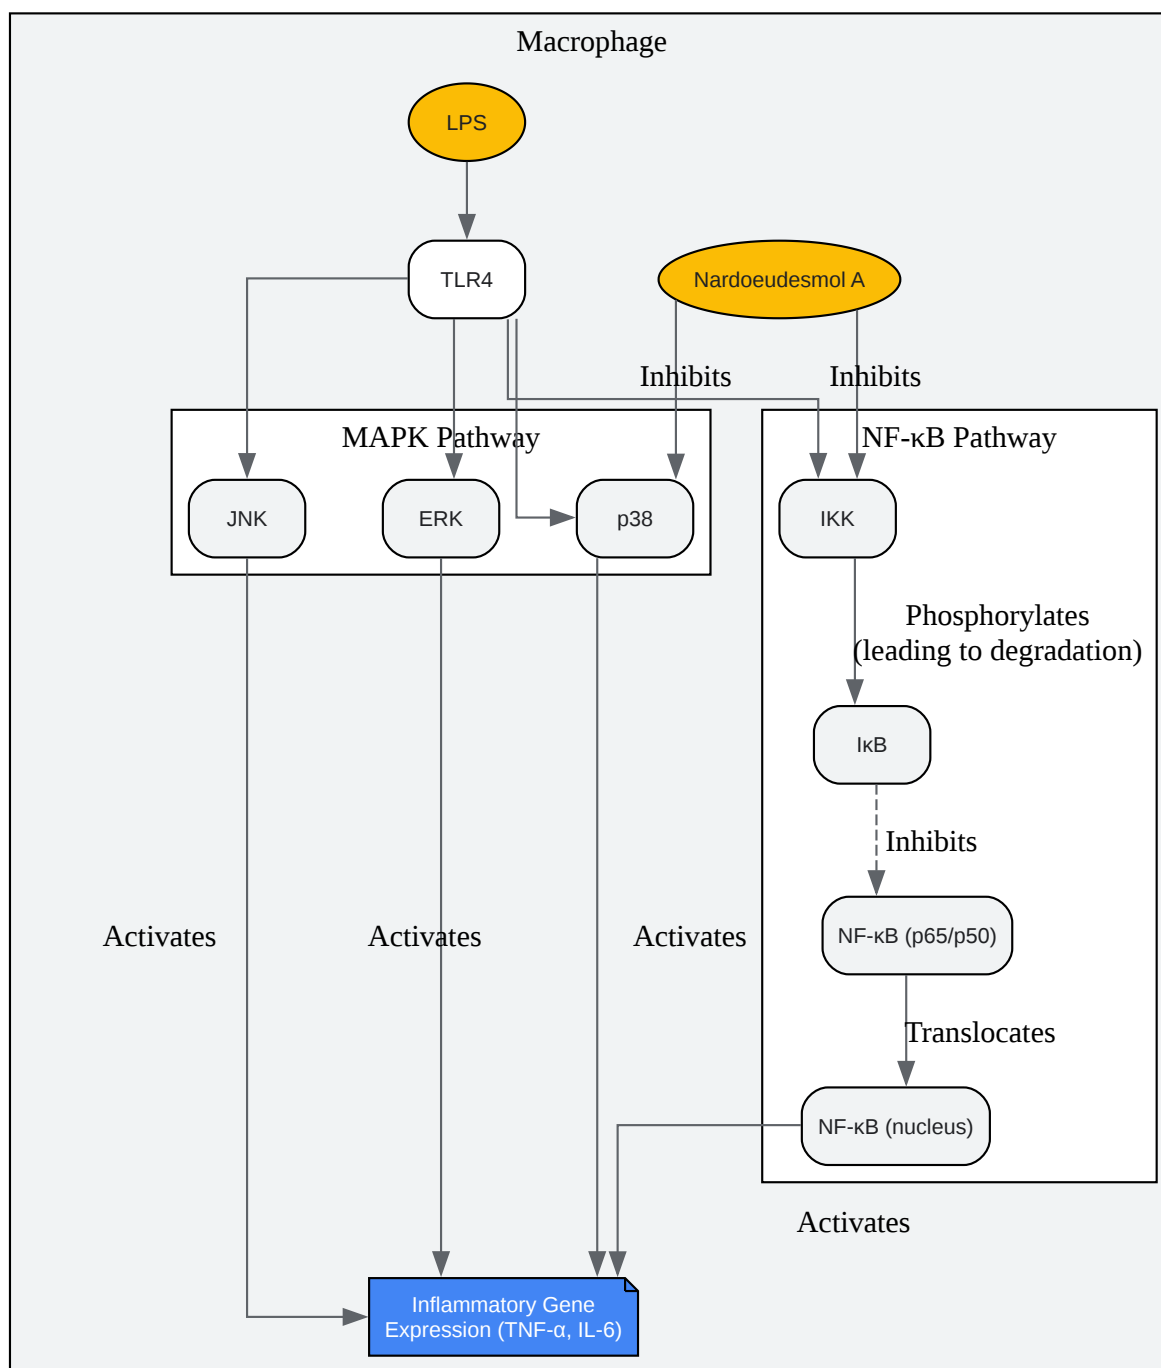 Macrophage
LPS
TLR4
Nardoeudesmol A
Inhibits
Inhibits
MAPK Pathway
NF-κB Pathway
JNK
ERK
p38
IKK
Phosphorylates
(leading to degradation)
IκB
Inhibits
NF-κB (p65/p50)
Activates
Activates
Activates
Translocates
NF-κB (nucleus)
Activates
Inflammatory Gene
Expression (TNF-α, IL-6)